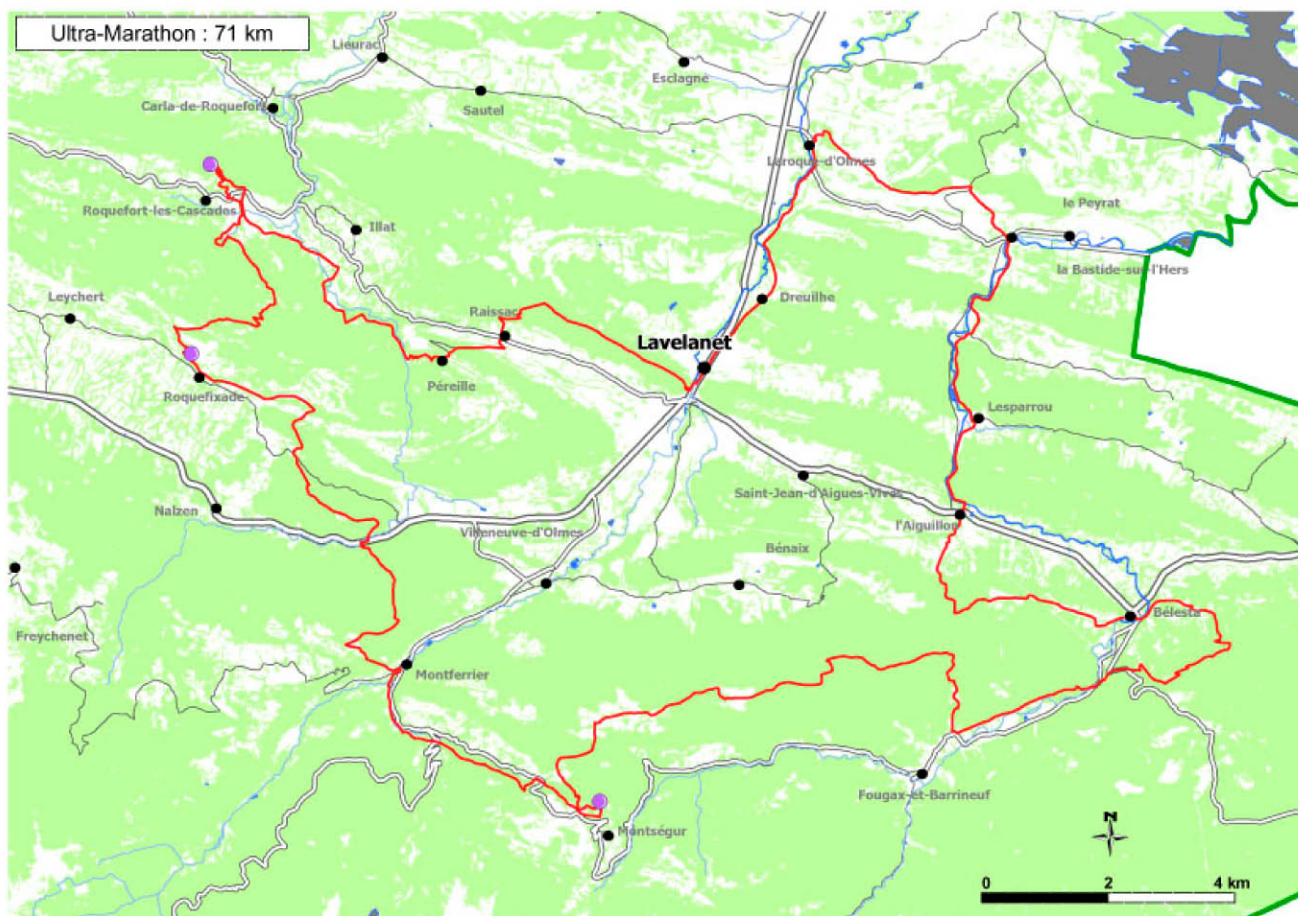 Ultra-Marathon : 71 km
Lieurac
Esclagne
Sautel
Carla-de-Roquefort
Laroque-d'Olmes
Roquefort-les-Cascades
le Peyrat
Illat
la Bastide-sur-l'Hers
Leychert
Dreuilhe
Raissac
Lavelanet
Péreille
Roquefixade
Lesparrou
Saint-Jean-d'Aigues-Vives
Nalzen
l'Aiguillon
Villeneuve-d'Olmes
Bénaix
Bélesta
Freychenet
Montferrier
Fougax-et-Barrineuf
N
Montségur
0 2 4 km